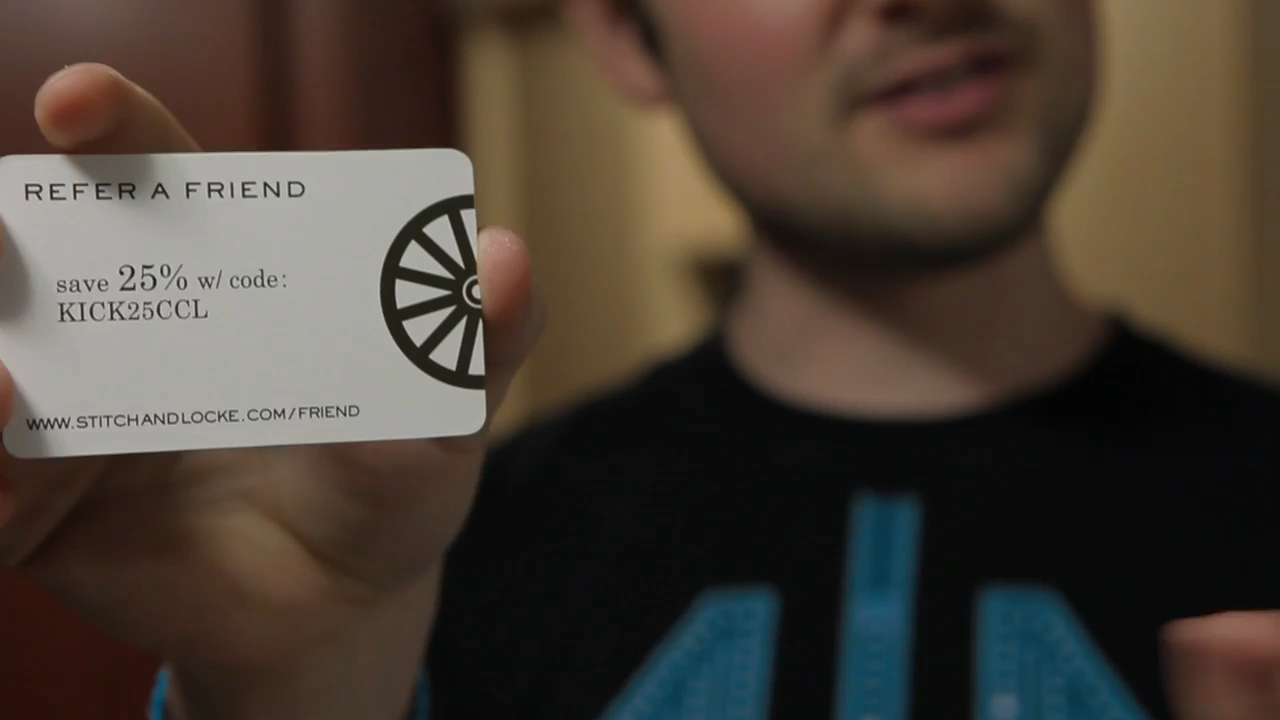 REFER A FRIEND
save 25% w/ code:
KICK25CCL
WWW.STITCHANDLOCKE.COM/FRIEND